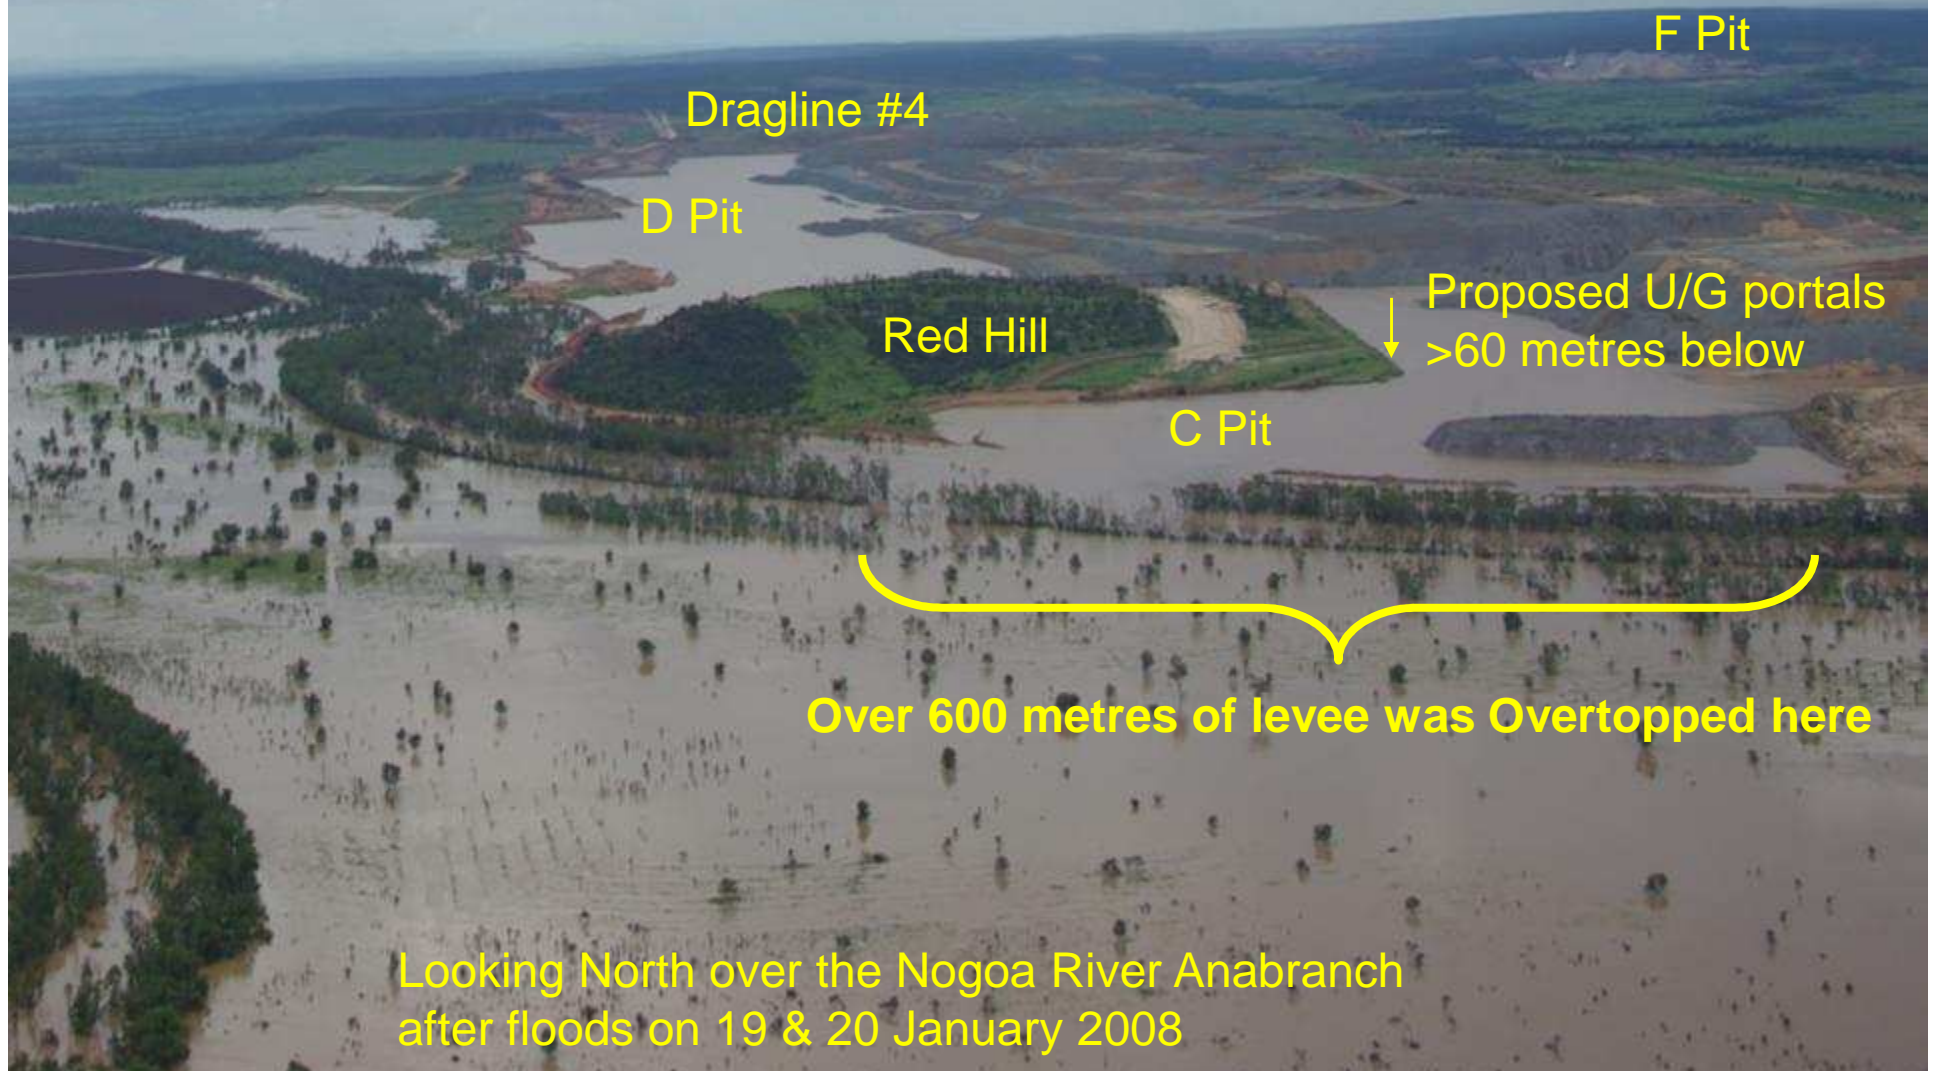 F Pit
Dragline #4
D Pit
Proposed U/G portals
>60 metres below
Red Hill
C Pit
Over 600 metres of levee was Overtopped here
Looking North over the Nogoa River Anabranch
after floods on 19 & 20 January 2008